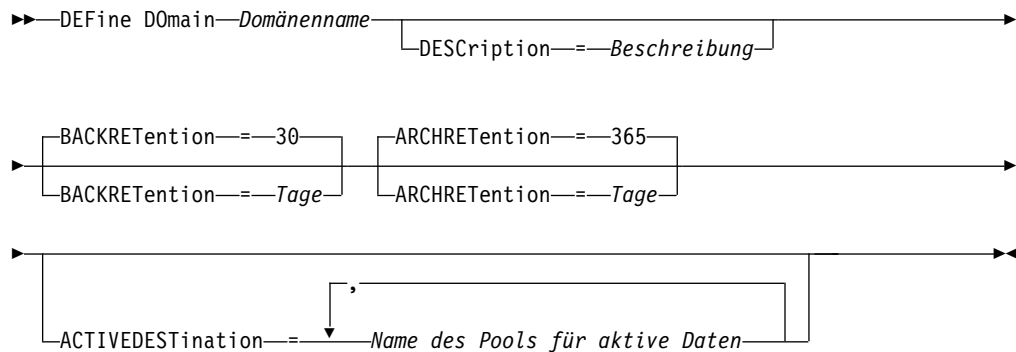 DEFine DOmain Domänenname
DESCription = Beschreibung
BACKRETention = 30 ARCHRETention = 365
BACKRETention = Tage ARCHRETention = Tage
,
ACTIVEDESTination = Name des Pools für aktive Daten